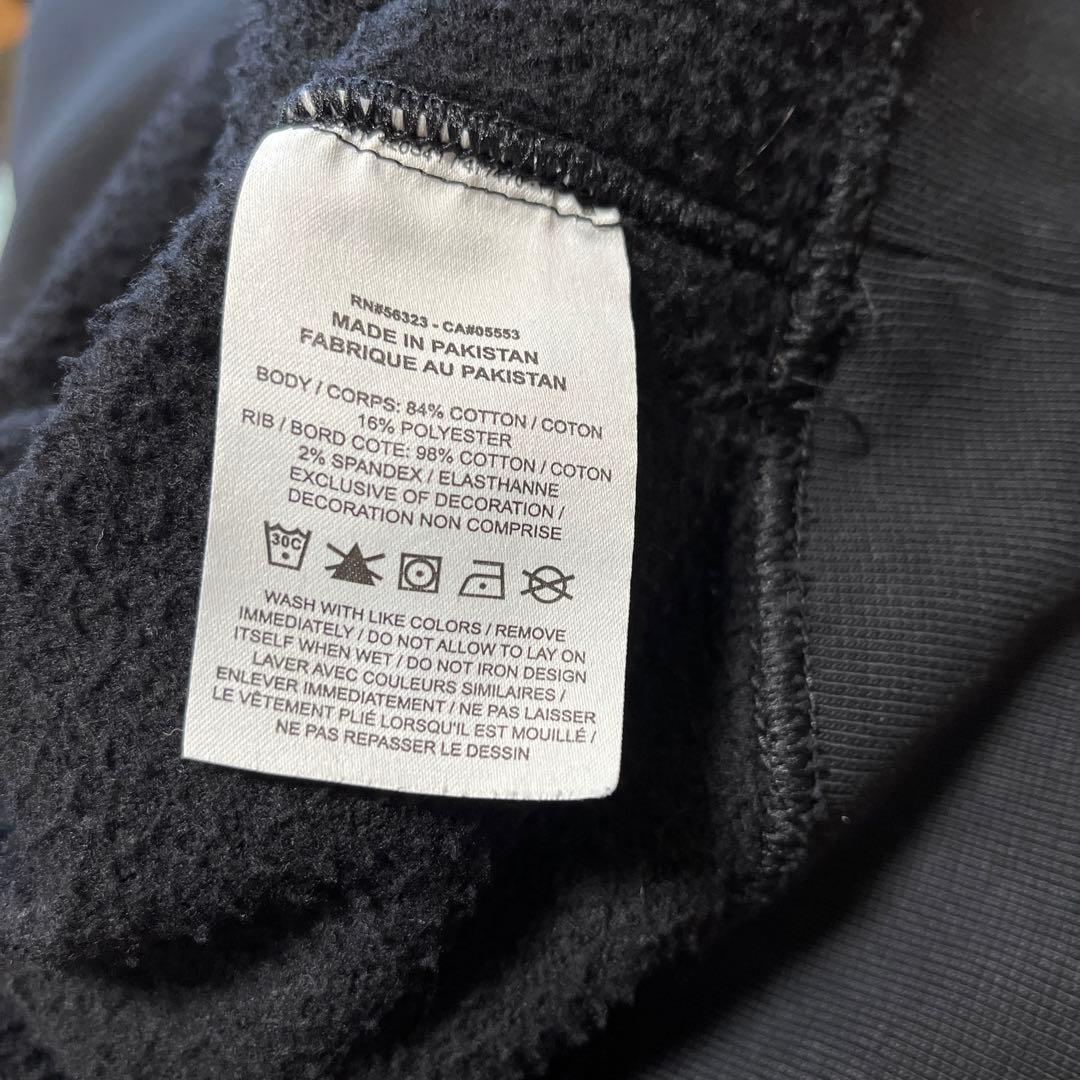 RN#56323 - CA#05553
MADE IN PAKISTAN
FABRIQUE AU PAKISTAN
BODY / CORPS: 84% COTTON / COTON
16% POLYESTER
RIB / BORD COTE: 98% COTTON / COTON
2% SPANDEX / ELASTHANNE
EXCLUSIVE OF DECORATION /
DECORATION NON COMPRISE
30C
WASH WITH LIKE COLORS / REMOVE
IMMEDIATELY / DO NOT ALLOW TO LAY ON
ITSELF WHEN WET / DO NOT IRON DESIGN
LAVER AVEC COULEURS SIMILAIRES /
ENLEVER IMMEDIATEMENT / NE PAS LAISSER
LE VÊTEMENT PLIÉ LORSQU'IL EST MOUILLÉ /
NE PAS REPASSER LE DESSIN